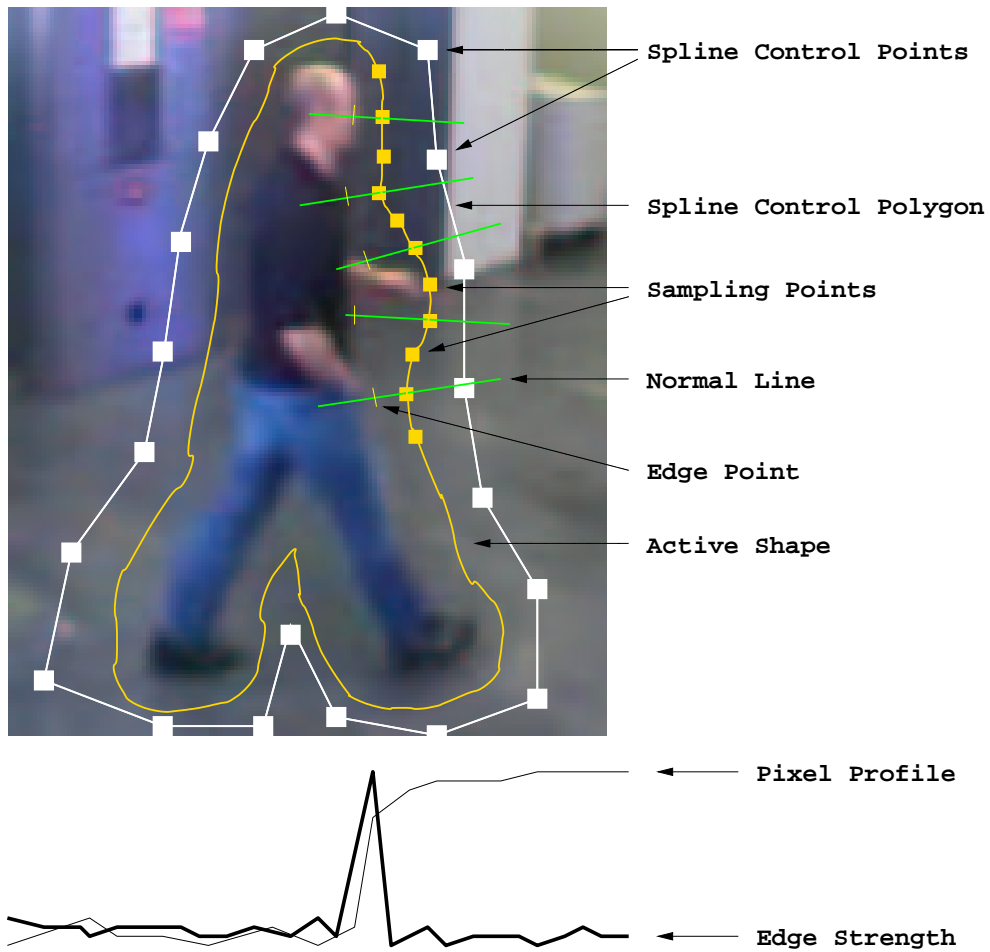 Spline Control Points
Spline Control Polygon
Sampling Points
Normal Line
Edge Point
Active Shape
Pixel Profile
Edge Strength